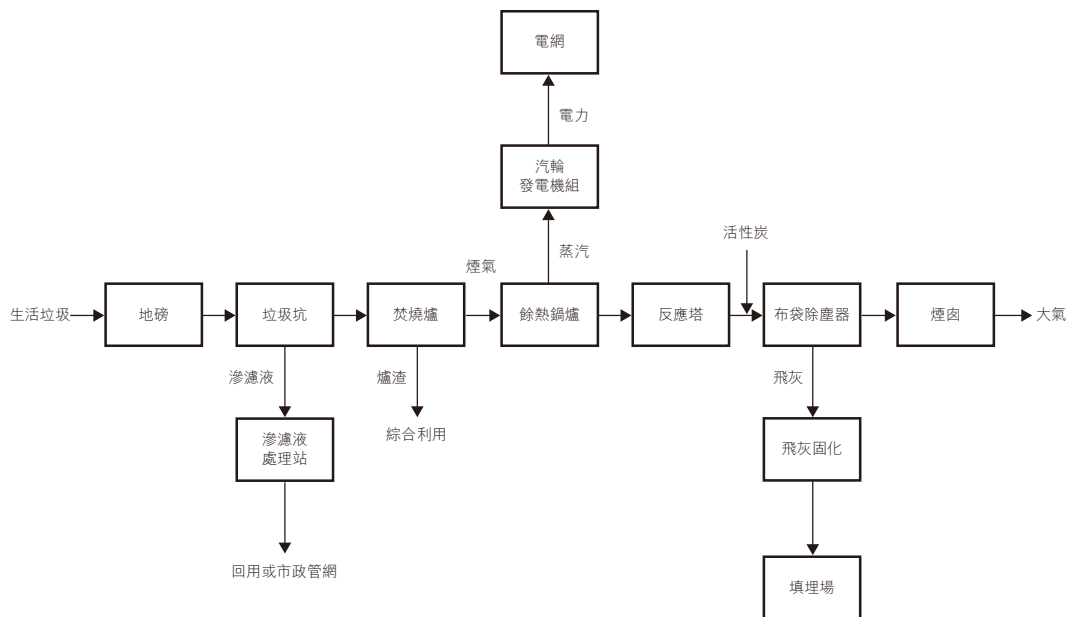 電網
電力
汽輪
發電機組
活性炭
蒸汽
煙氣
生活垃圾
地磅
垃圾坑
焚燒爐
餘熱鍋爐
反應塔
布袋除塵器
煙囱
大氣
滲濾液
爐渣
飛灰
綜合利用
滲濾液
處理站
飛灰固化
回用或市政管網
填埋場